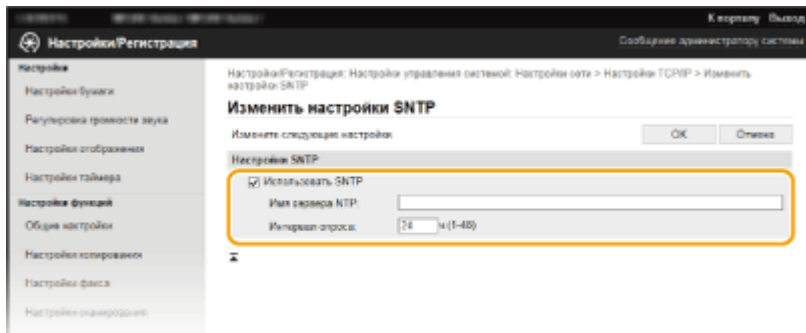 К порталу Выход
Настройки/Регистрация
Сообщение администратору системы
Настройки
Настройки бумаги
Регулировка громкости звука
Настройки отображения
Настройки таймера
Настройки функций
Общие настройки
Настройки копирования
Настройки факса
Настройки сканирования
Настройки/Регистрация: Настройки управления системой: Настройки сети > Настройки TCP/IP > Изменить
настройки SNTP
Изменить настройки SNTP
Измените следующие настройки.
OK Отмена
Настройки SNTP
Использовать SNTP
Имя сервера NTP:
Интервал опроса: 24 ч (1-48)